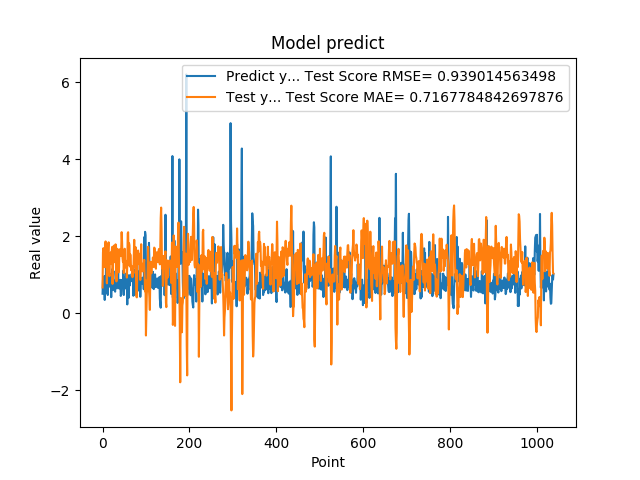 Model predict
Predict y... Test Score RMSE= 0.939014563498
Test y... Test Score MAE= 0.7167784842697876
Real value
6
4
2
0
−2
0 200 400 600 800 1000
Point